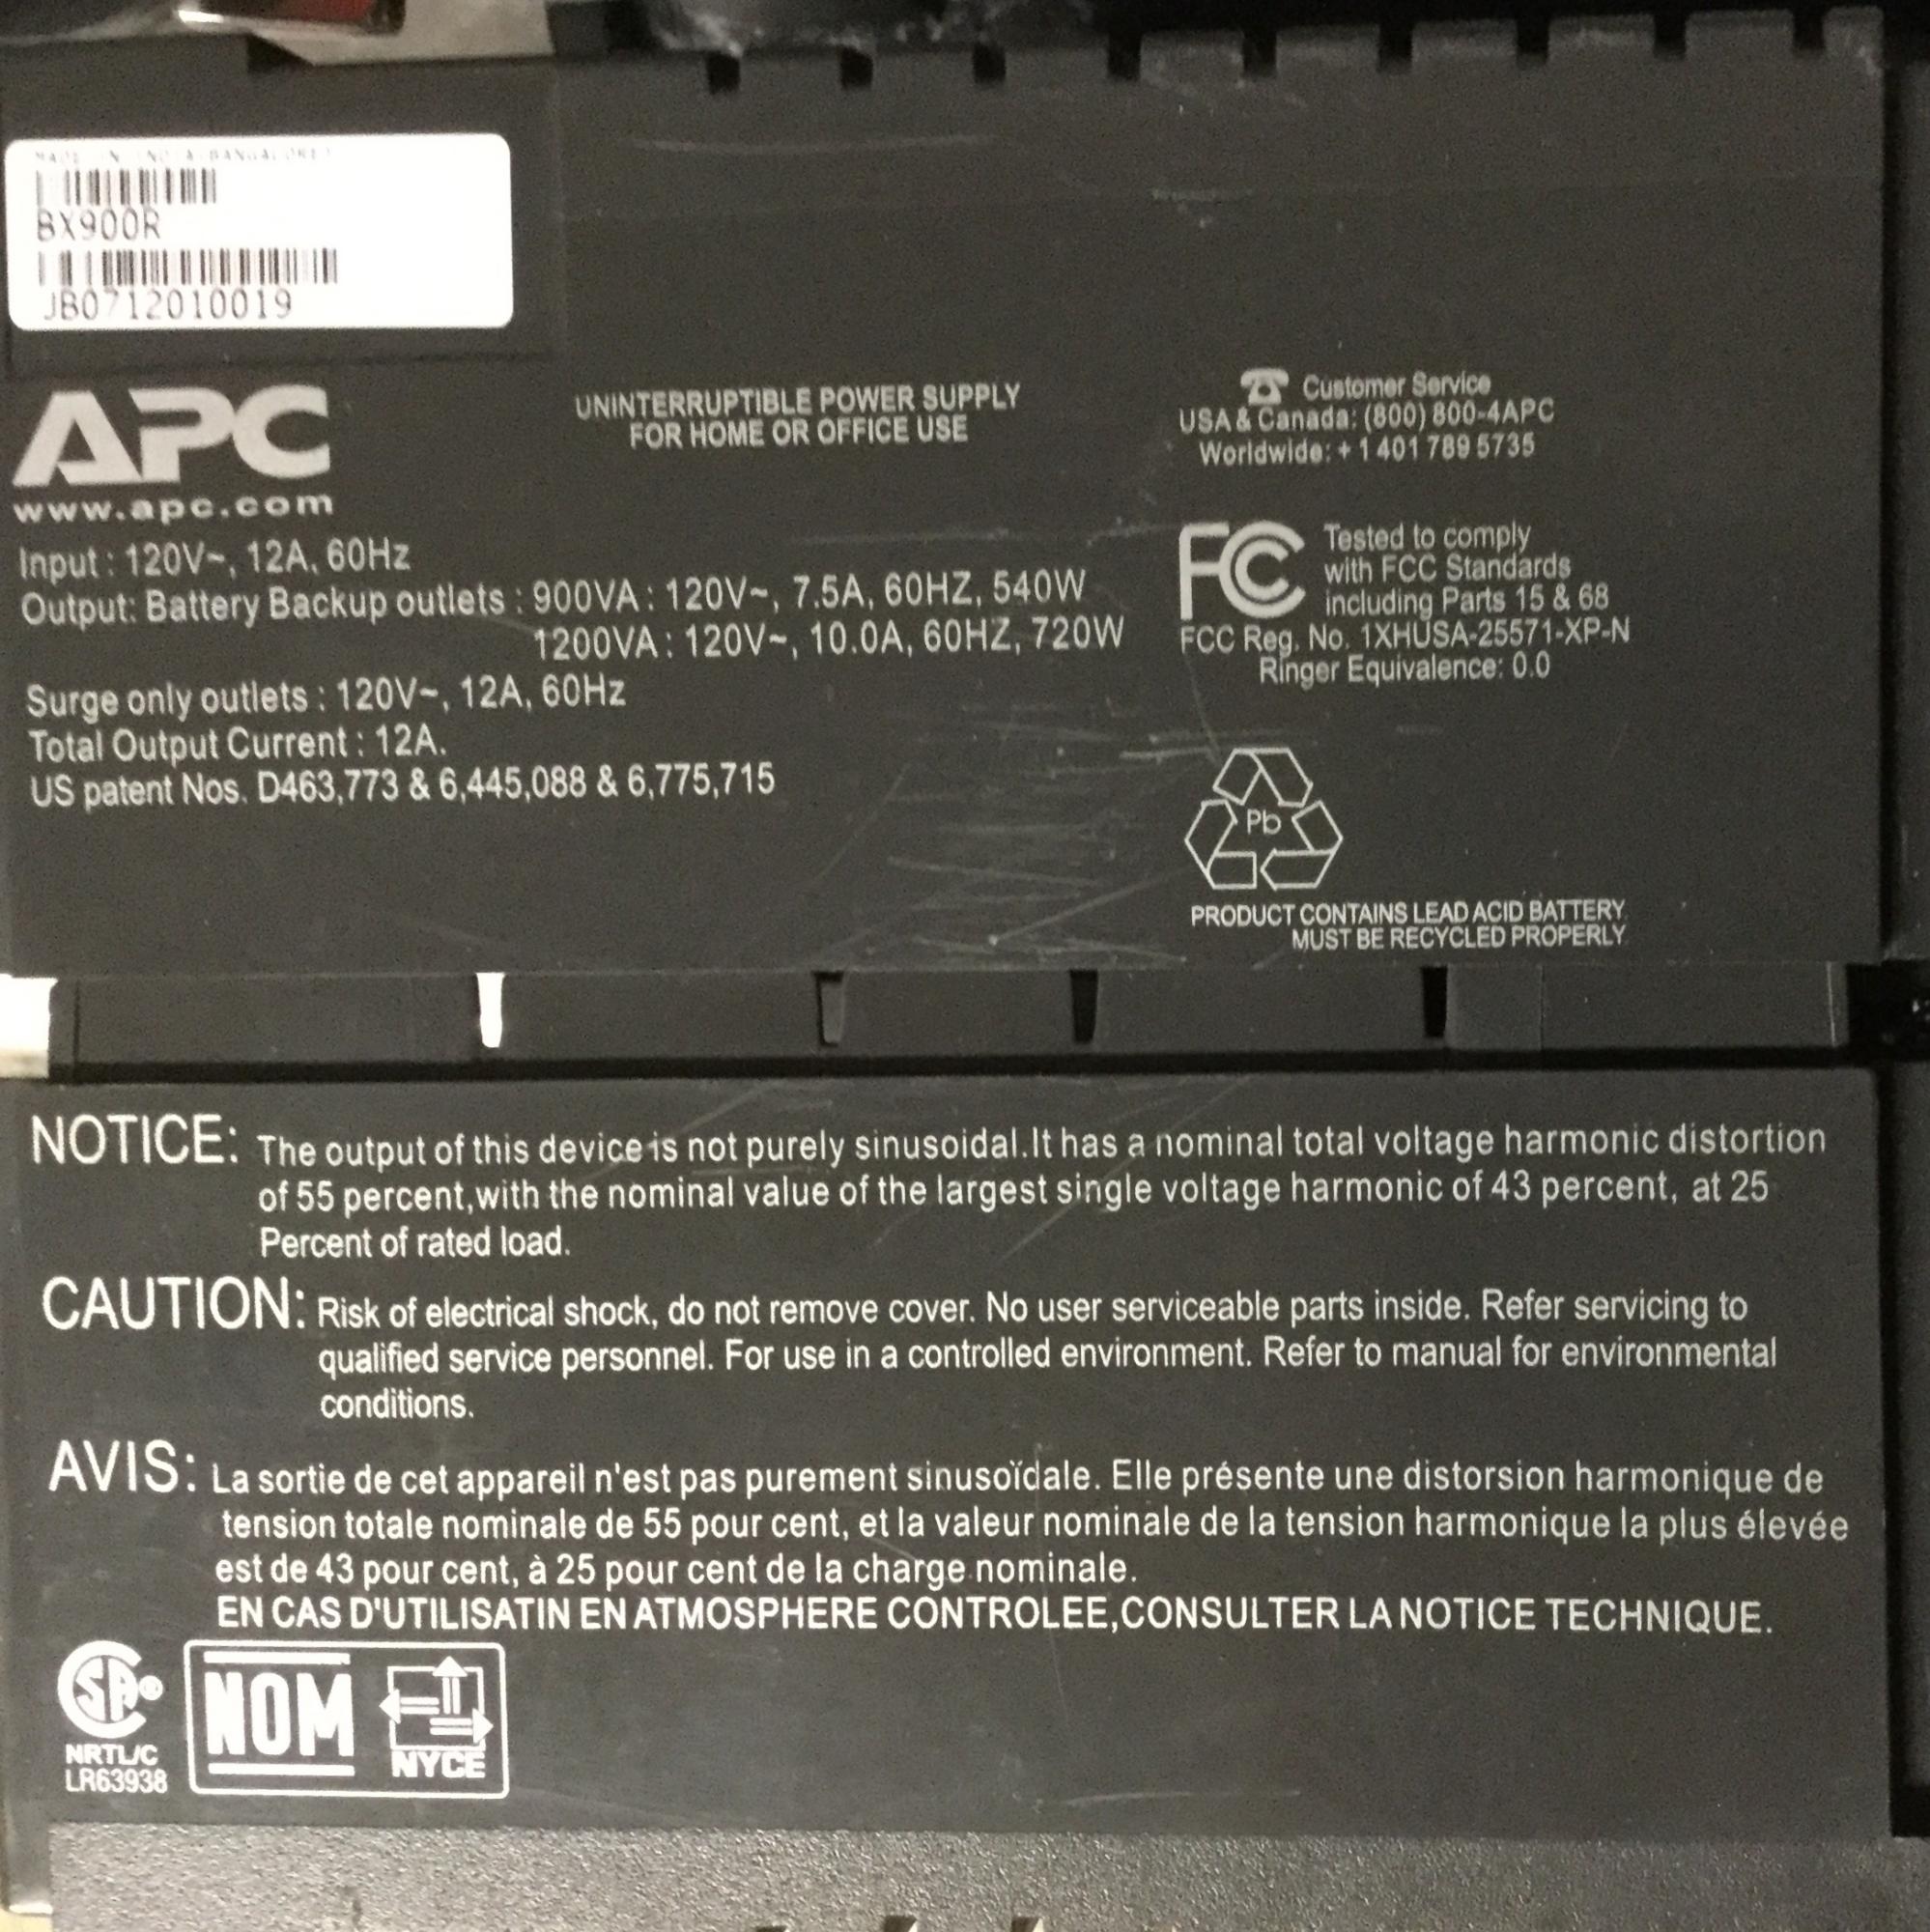 MADE IN INDIA(BANGALORE)
BX900R
JB0712010019
APC
www.apc.com
UNINTERRUPTIBLE POWER SUPPLY
FOR HOME OR OFFICE USE
Customer Service
USA & Canada: (800) 800-4APC
Worldwide: + 1 401 789 5735
Input : 120V~, 12A, 60Hz
Output: Battery Backup outlets : 900VA : 120V~, 7.5A, 60HZ, 540W
1200VA : 120V~, 10.0A, 60HZ, 720W
Surge only outlets : 120V~, 12A, 60Hz
Total Output Current : 12A.
US patent Nos. D463,773 & 6,445,088 & 6,775,715
FC
Tested to comply
with FCC Standards
including Parts 15 & 68
FCC Reg. No. 1XHUSA-25571-XP-N
Ringer Equivalence: 0.0
Pb
PRODUCT CONTAINS LEAD ACID BATTERY.
MUST BE RECYCLED PROPERLY.
NOTICE: The output of this device is not purely sinusoidal.It has a nominal total voltage harmonic distortion
of 55 percent,with the nominal value of the largest single voltage harmonic of 43 percent, at 25
Percent of rated load.
CAUTION: Risk of electrical shock, do not remove cover. No user serviceable parts inside. Refer servicing to
qualified service personnel. For use in a controlled environment. Refer to manual for environmental
conditions.
AVIS: La sortie de cet appareil n'est pas purement sinusoïdale. Elle présente une distorsion harmonique de
tension totale nominale de 55 pour cent, et la valeur nominale de la tension harmonique la plus élevée
est de 43 pour cent, à 25 pour cent de la charge nominale.
EN CAS D'UTILISATIN EN ATMOSPHERE CONTROLEE,CONSULTER LA NOTICE TECHNIQUE.
SA ®
NRTL/C
LR63938
NOM
NYCE